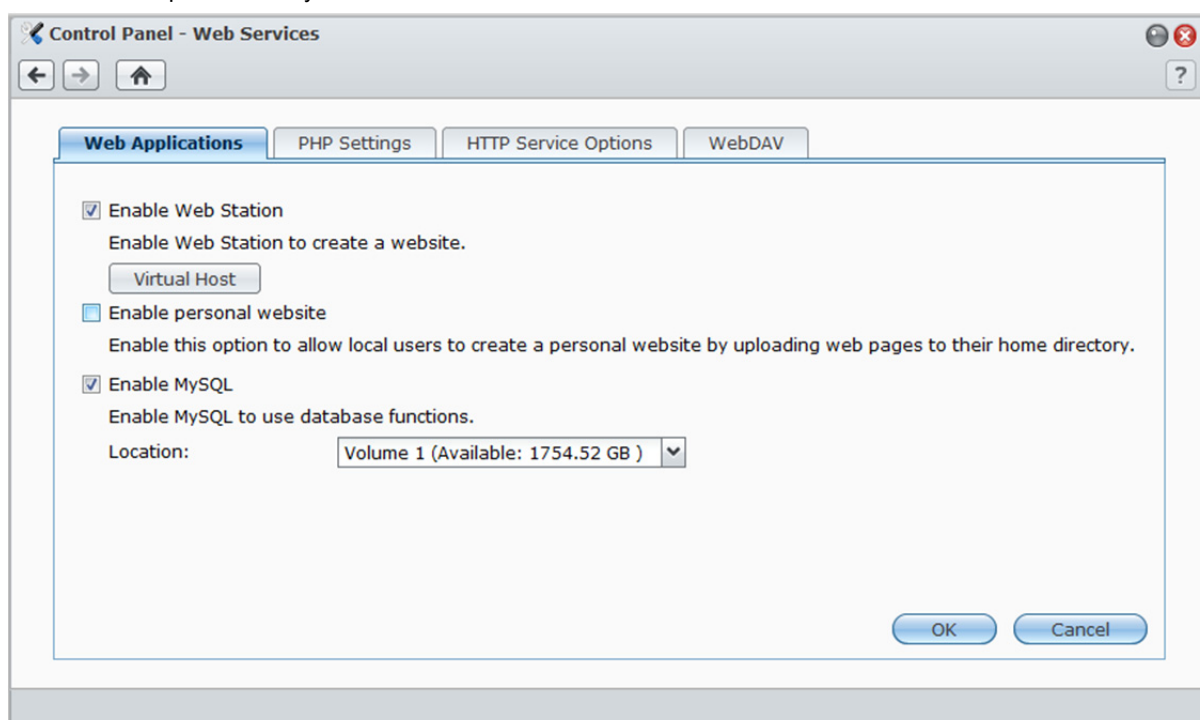 Control Panel - Web Services
?
Web Applications PHP Settings HTTP Service Options WebDAV
Enable Web Station
Enable Web Station to create a website.
Virtual Host
Enable personal website
Enable this option to allow local users to create a personal website by uploading web pages to their home directory.
Enable MySQL
Enable MySQL to use database functions.
Location: Volume 1 (Available: 1754.52 GB )
OK Cancel